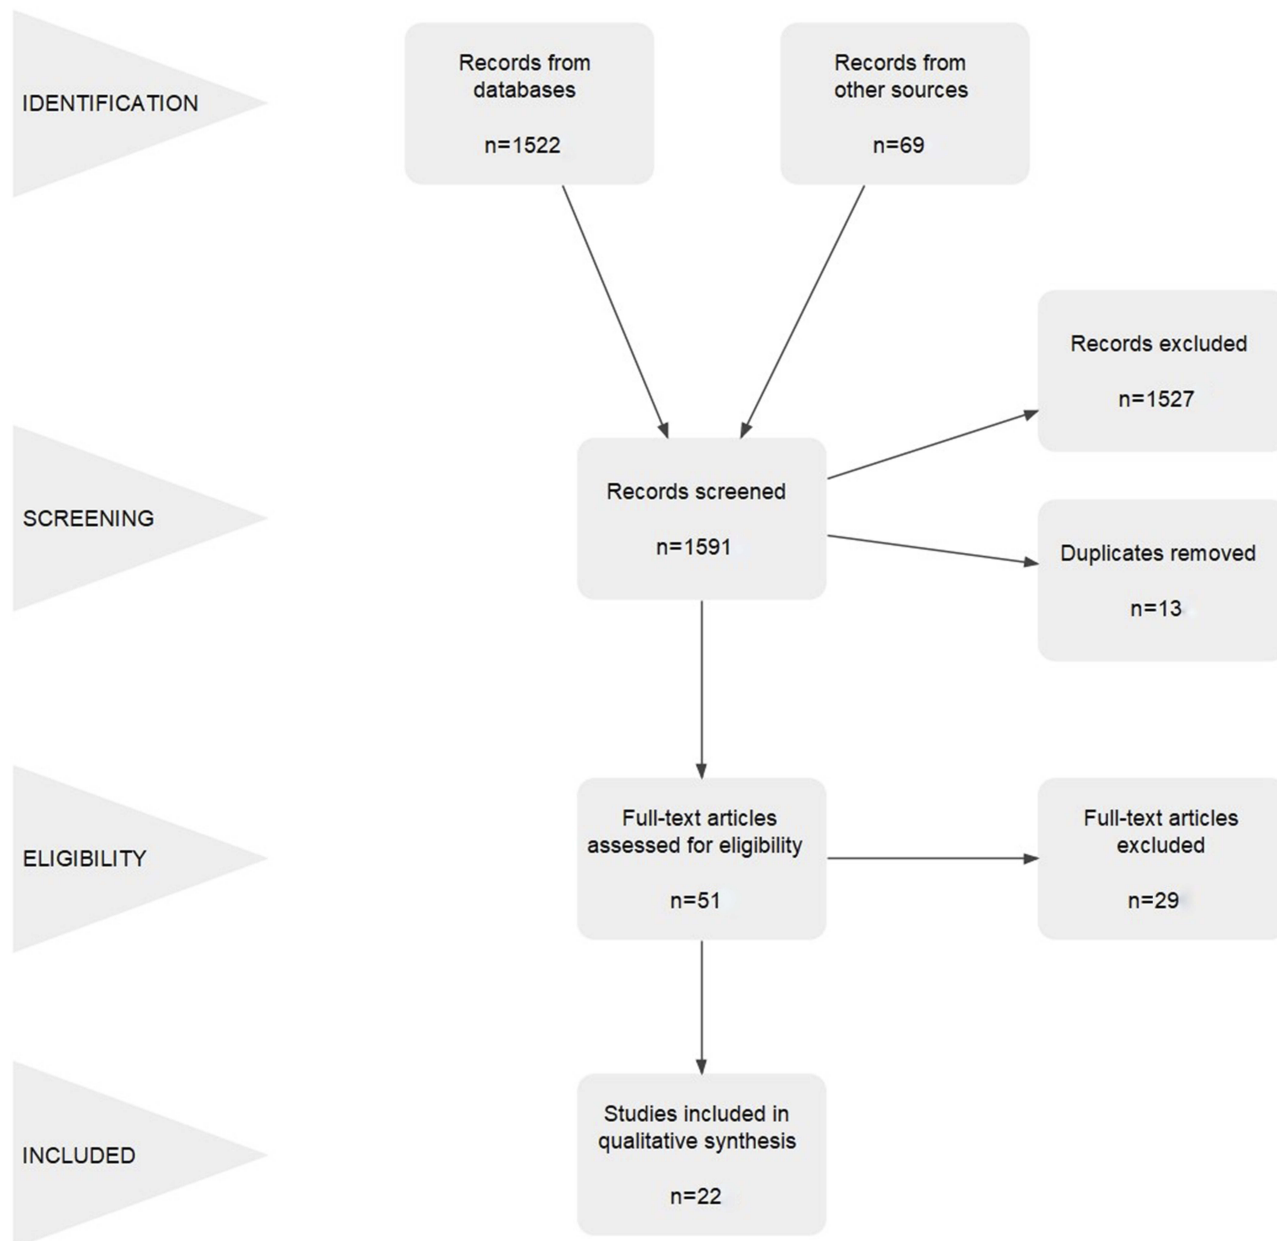 IDENTIFICATION
Records from
databases
n=1522
Records from
other sources
n=69
Records excluded
n=1527
SCREENING
Records screened
n=1591
Duplicates removed
n=13
ELIGIBILITY
Full-text articles
assessed for eligibility
n=51
Full-text articles
excluded
n=29
INCLUDED
Studies included in
qualitative synthesis
n=22